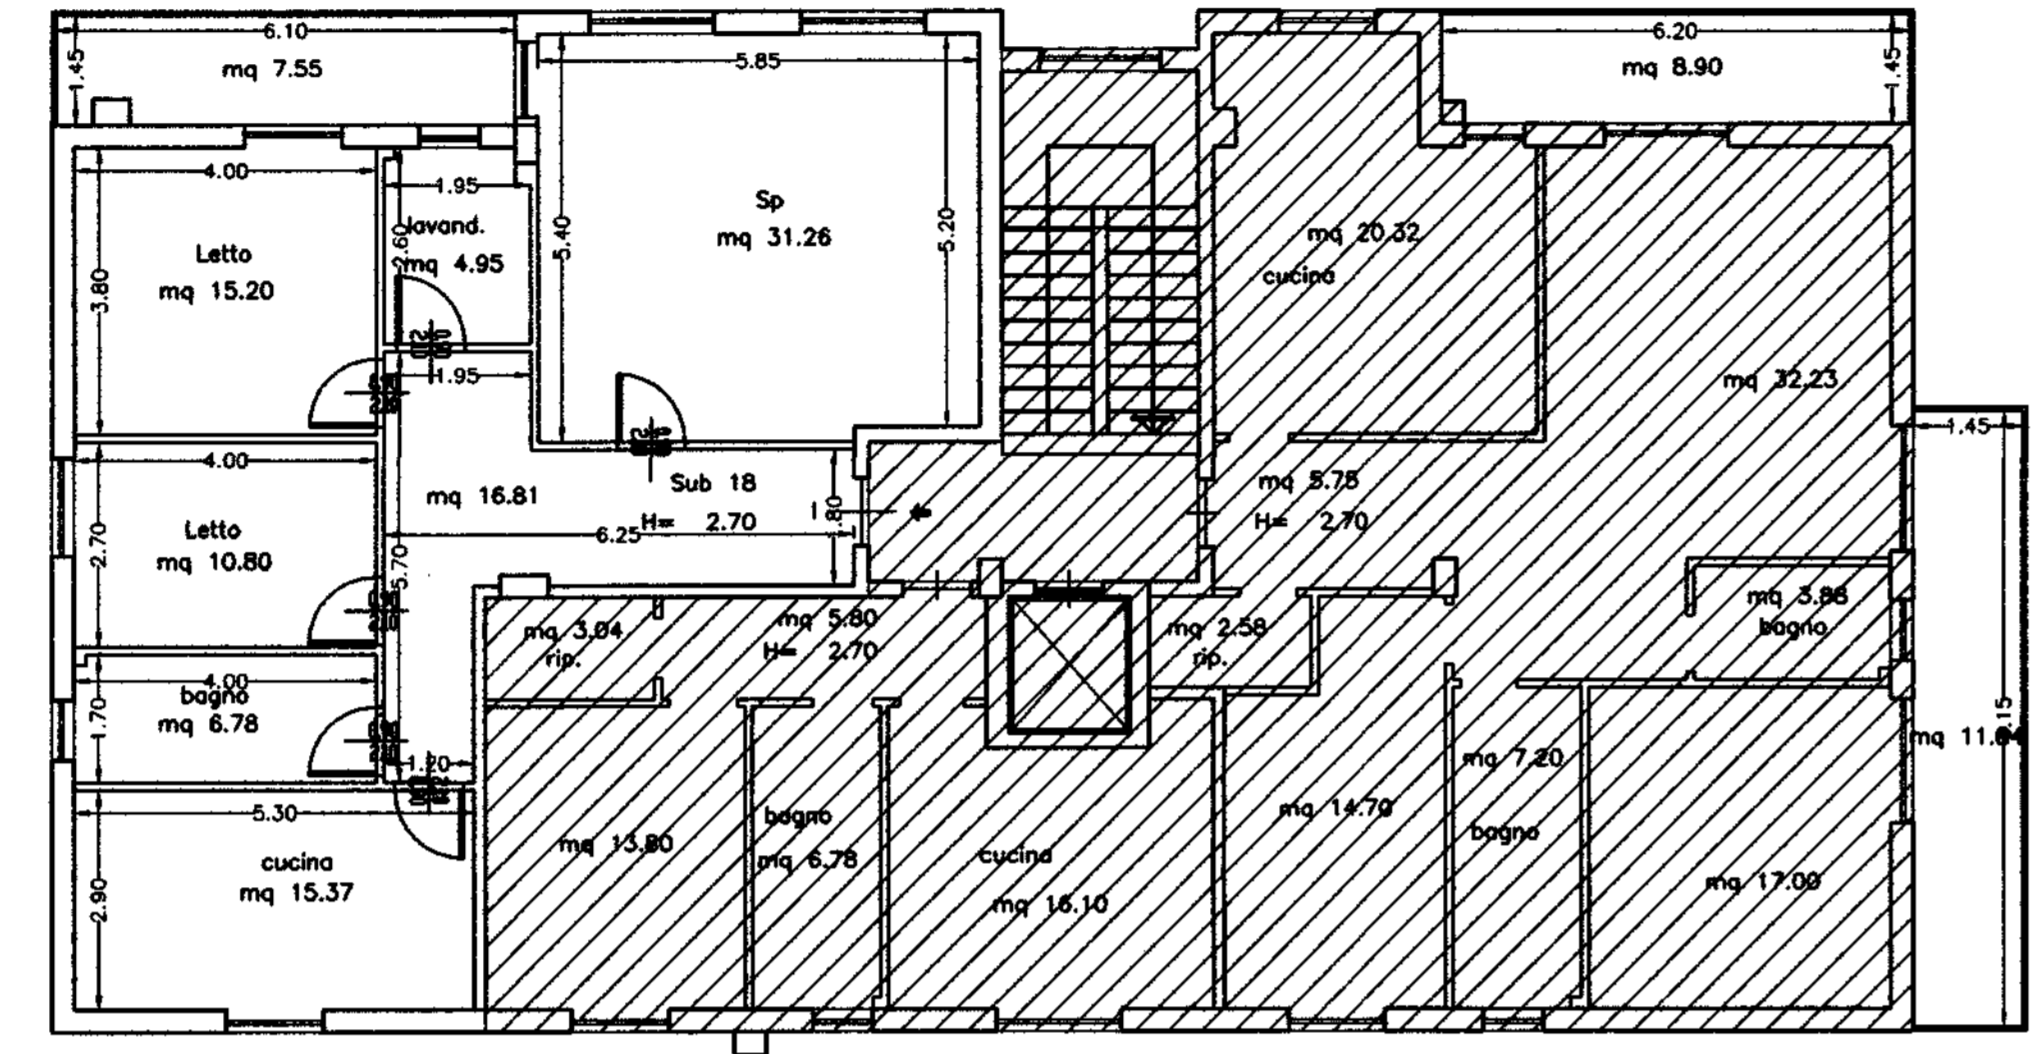 6.10
1.45
mq 7.55
5.85
6.20
mq 8.90
1.45
4.00
1.95
lavand.
2.60
mq 4.95
Letto
mq 15.20
3.80
Sp
mq 31.26
5.40
5.20
mq 20.32
cucina
mq 32.23
1.95
1.45
4.00
mq 16.81
Sub 18
H= 2.70
1.80
6.25
mq 5.75
H= 2.70
Letto
mq 10.80
2.70
5.70
mq 3.04
rip.
mq 5.80
H= 2.70
mq 2.58
rip.
mq 3.88
bagno
4.00
bagno
mq 6.78
1.70
1.20
5.30
cucina
mq 15.37
2.90
mq 13.80
bagno
mq 6.78
cucina
mq 16.10
mq 14.70
mq 7.20
bagno
mq 17.00